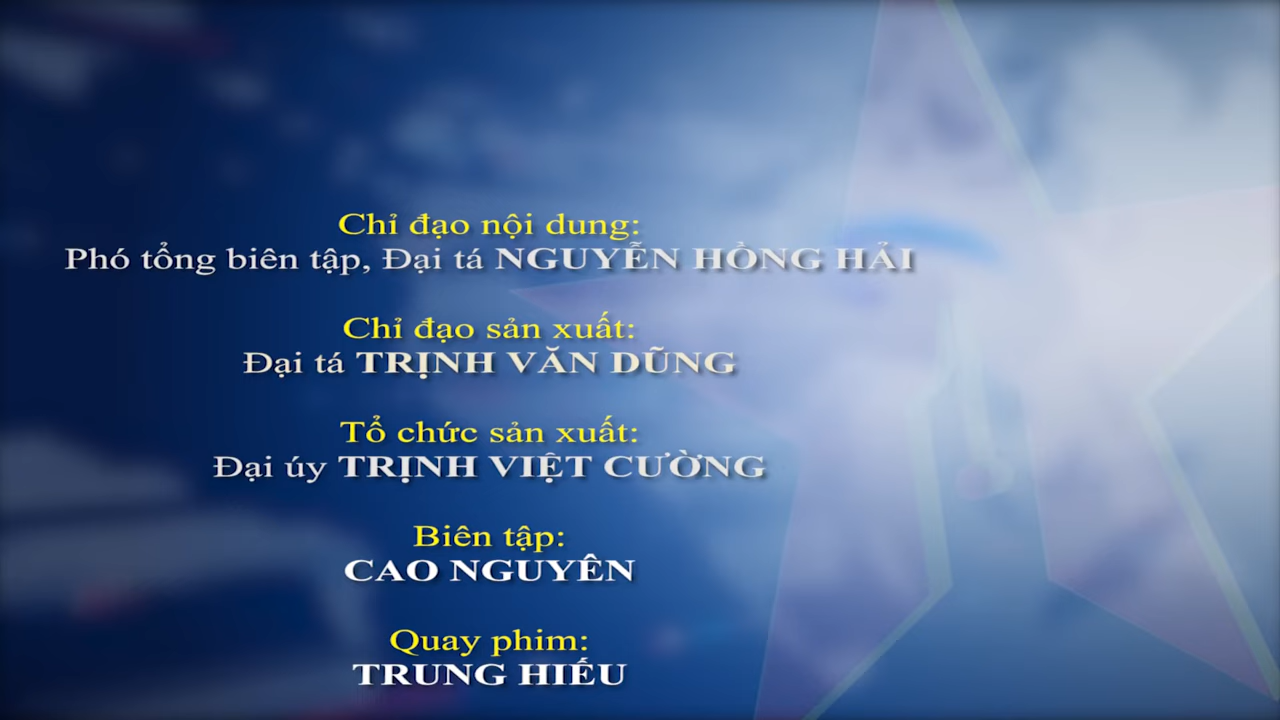 Chỉ đạo nội dung:
Phó tổng biên tập, Đại tá NGUYỄN HỒNG HẢI
Chỉ đạo sản xuất:
Đại tá TRỊNH VĂN DŨNG
Tổ chức sản xuất:
Đại úy TRỊNH VIỆT CƯỜNG
Biên tập:
CAO NGUYÊN
Quay phim:
TRUNG HIẾU